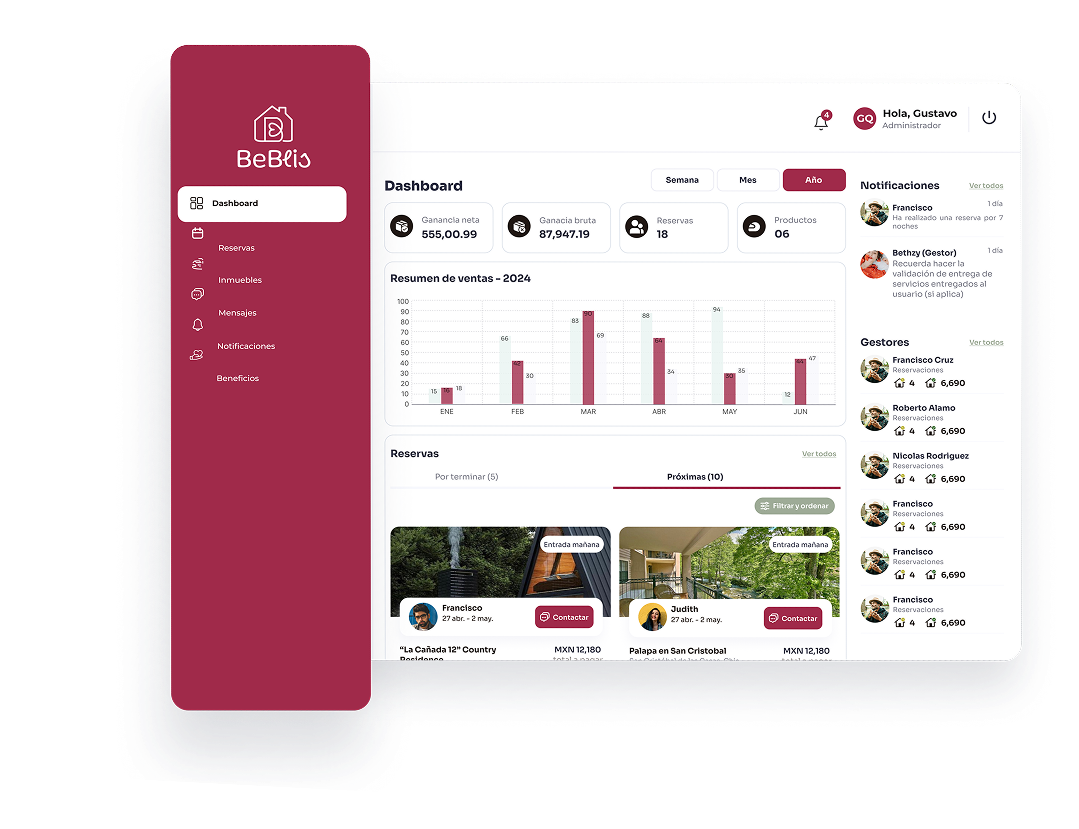 BeBlis
Dashboard
Reservas
Inmuebles
Mensajes
Notificaciones
Beneficios
4
GQ
Hola, Gustavo
Administrador
Dashboard
Semana
Mes
Año
Ganancia neta
555,00.99
Ganacia bruta
87,947.19
Reservas
18
Productos
06
Resumen de ventas - 2024
100
90
80
70
60
50
40
30
20
10
0
15 16 18
66 42 30
83 90 69
88 64 34
94 30 35
12 44 47
ENE FEB MAR ABR MAY JUN
Reservas
Ver todos
Por terminar (5)
Próximas (10)
Filtrar y ordenar
Entrada mañana
Francisco
27 abr. - 2 may.
Contactar
“La Cañada 12” Country
Residence
MXN 12,180
total a pagar
Entrada mañana
Judith
27 abr. - 2 may.
Contactar
Palapa en San Cristobal
San Cristóbal de las Casas, Chis
MXN 12,180
total a pagar
Notificaciones
Ver todos
Francisco
1 día
Ha realizado una reserva por 7
noches
Bethzy (Gestor)
1 día
Recuerda hacer la
validación de entrega de
servicios entregados al
usuario (si aplica)
Gestores
Ver todos
Francisco Cruz
Reservaciones
4 6,690
Roberto Alamo
Reservaciones
4 6,690
Nicolas Rodriguez
Reservaciones
4 6,690
Francisco
Reservaciones
4 6,690
Francisco
Reservaciones
4 6,690
Francisco
Reservaciones
4 6,690